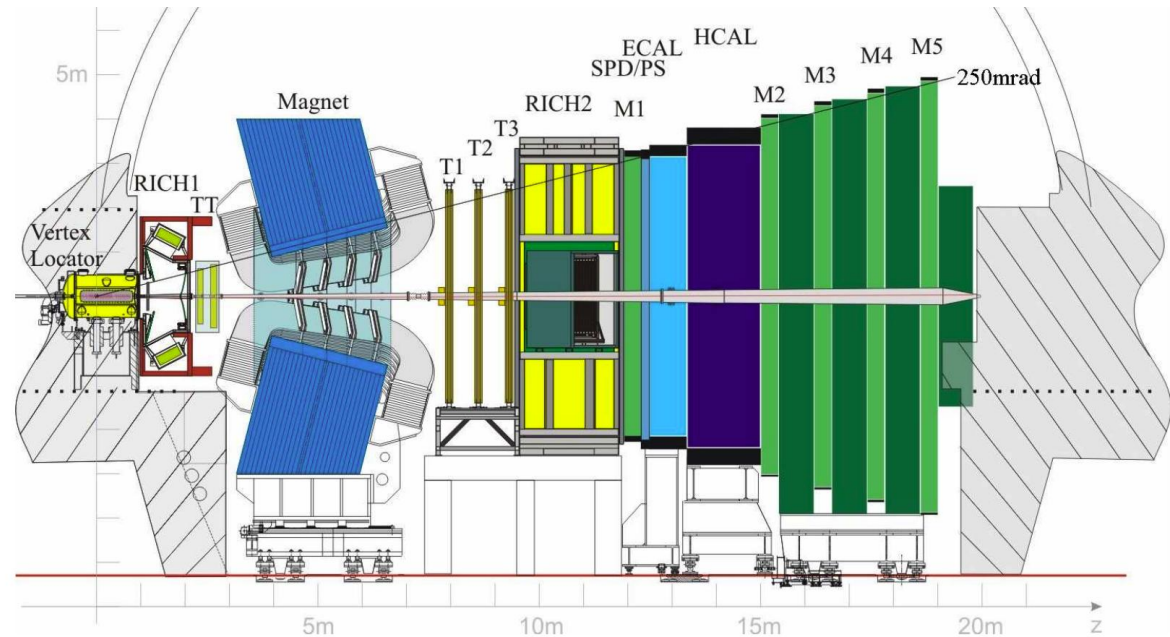 5m
Vertex
Locator
RICH1
TT
Magnet
T1
T2
T3
RICH2
M1
SPD/PS
ECAL
HCAL
M2
M3
M4
M5
250mrad
5m
10m
15m
20m
z